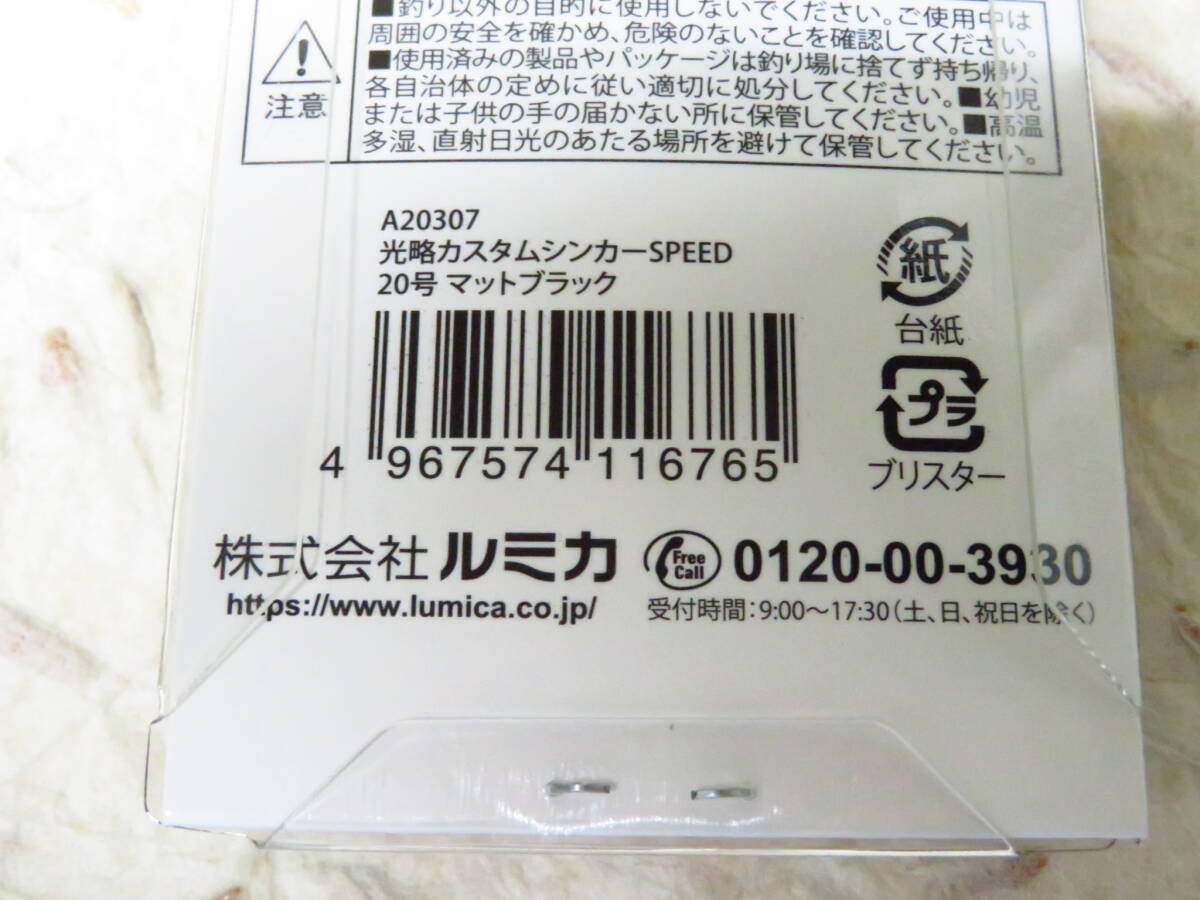 ■釣り以外の目的に使用しないでください。ご使用中は
周囲の安全を確かめ、危険のないことを確認してください。
■使用済みの製品やパッケージは釣り場に捨てず持ち帰り、
各自治体の定めに従い適切に処分してください。■幼児
または子供の手の届かない所に保管してください。■高温
多湿、直射日光のあたる場所を避けて保管してください。
注意
A20307
光略カスタムシンカーSPEED
20号 マットブラック
4 967574 116765
紙
台紙
プラ
ブリスター
株式会社ルミカ Free Call 0120-00-3930
https://www.lumica.co.jp/ 受付時間：9:00〜17:30（土、日、祝日を除く）